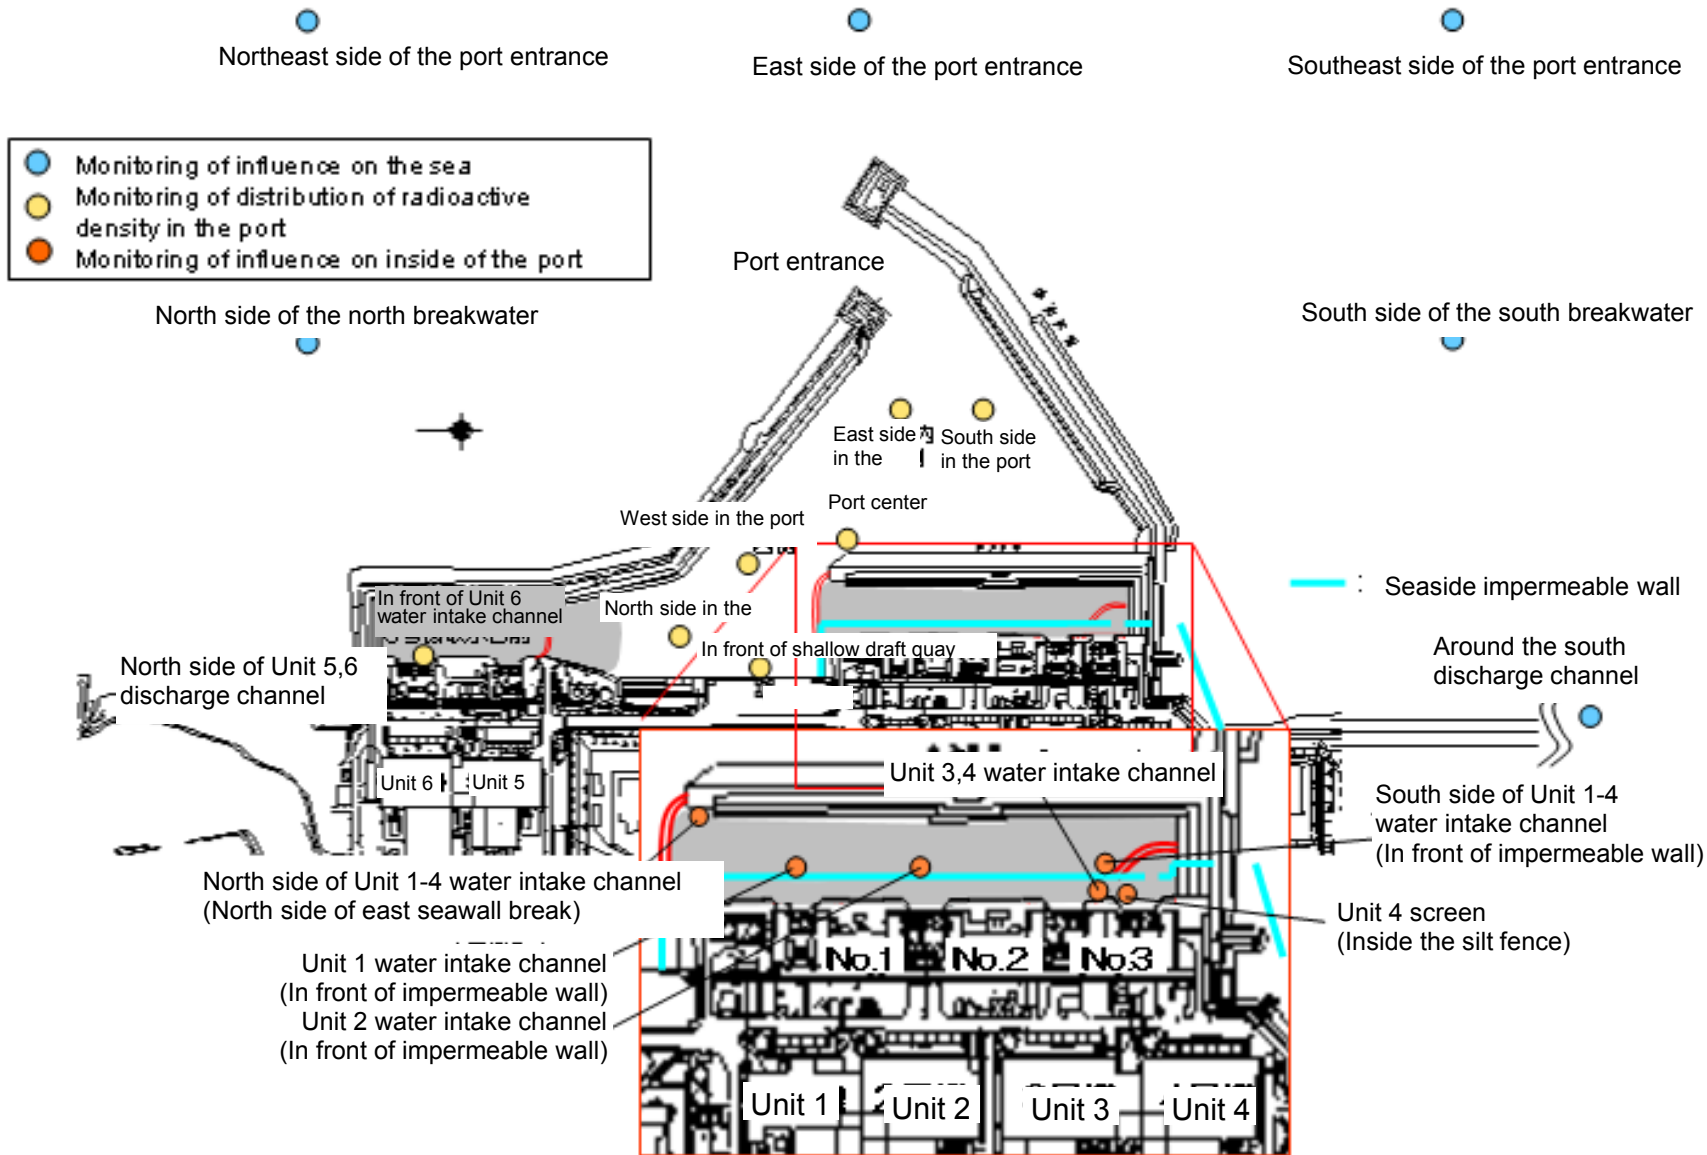 Northeast side of the port entrance
East side of the port entrance
Southeast side of the port entrance
Monitoring of influence on the sea
Monitoring of distribution of radioactive
density in the port
Monitoring of influence on inside of the port
Port entrance
North side of the north breakwater
South side of the south breakwater
East side
in the
South side
in the port
Port center
West side in the port
In front of Unit 6
water intake channel
North side in the
In front of shallow draft quay
: Seaside impermeable wall
North side of Unit 5,6
discharge channel
Around the south
discharge channel
Unit 6
Unit 5
Unit 3,4 water intake channel
South side of Unit 1-4
water intake channel
(In front of impermeable wall)
North side of Unit 1-4 water intake channel
(North side of east seawall break)
Unit 4 screen
(Inside the silt fence)
Unit 1 water intake channel
(In front of impermeable wall)
Unit 2 water intake channel
(In front of impermeable wall)
No.1
No.2
No.3
Unit 1
Unit 2
Unit 3
Unit 4